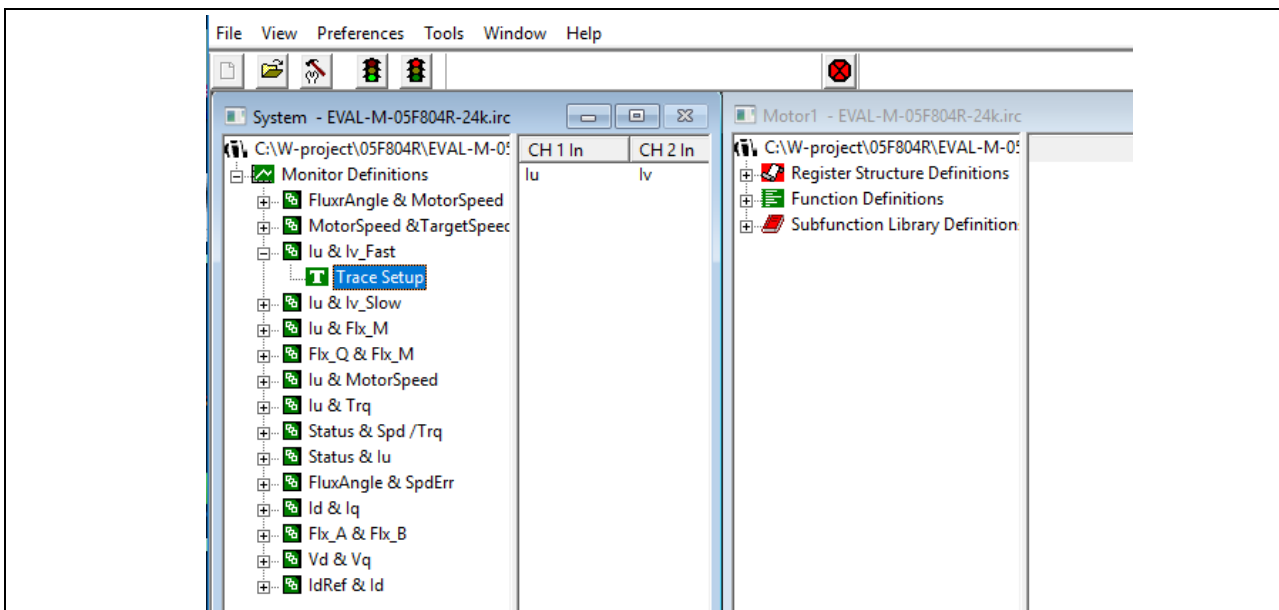 File View Preferences Tools Window Help
System - EVAL-M-05F804R-24k.irc
C:\W-project\05F804R\EVAL-M-05
CH 1 In CH 2 In
Iu Iv
Monitor Definitions
FluxrAngle & MotorSpeed
MotorSpeed &TargetSpeed
Iu & Iv_Fast
T Trace Setup
Iu & Iv_Slow
Iu & Flx_M
Flx_Q & Flx_M
Iu & MotorSpeed
Iu & Trq
Status & Spd /Trq
Status & Iu
FluxAngle & SpdErr
Id & Iq
Flx_A & Flx_B
Vd & Vq
IdRef & Id
Motor1 - EVAL-M-05F804R-24k.irc
C:\W-project\05F804R\EVAL-M-05
Register Structure Definitions
Function Definitions
Subfunction Library Definition